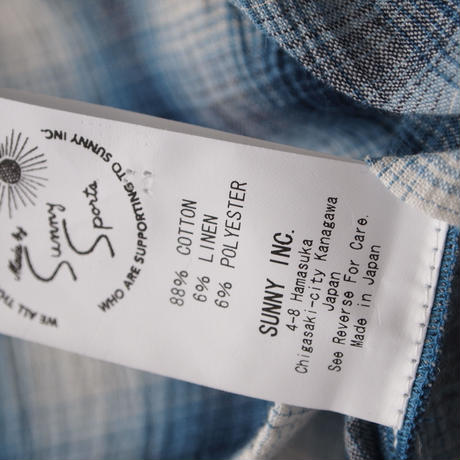 Made by
Sunny
Sports
WE ALL
WHO ARE SUPPORTING TO SUNNY INC.
88% COTTON
6% LINEN
6% POLYESTER
SUNNY INC.
4-8 Hamasuka
Chigasaki-city Kanagawa
Japan
See Reverse For Care.
Made in Japan